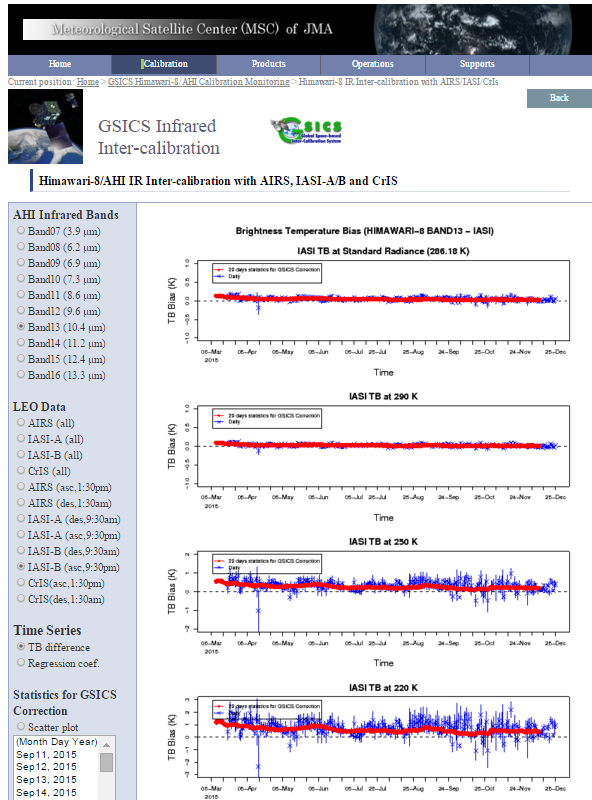 Meteorological Satellite Center (MSC) of JMA
Home Calibration Products Operations Supports
Current position: Home > GSICS Himawari-8/AHI Calibration Monitoring > Himawari-8 IR Inter-calibration with AIRS/IASI/CrIs
Back
GSICS Infrared
Inter-calibration
GSICS
Global Space-based
Inter-Calibration System
Himawari-8/AHI IR Inter-calibration with AIRS, IASI-A/B and CrIS
AHI Infrared Bands
Band07 (3.9 μm)
Band08 (6.2 μm)
Band09 (6.9 μm)
Band10 (7.3 μm)
Band11 (8.6 μm)
Band12 (9.6 μm)
Band13 (10.4 μm)
Band14 (11.2 μm)
Band15 (12.4 μm)
Band16 (13.3 μm)
LEO Data
AIRS (all)
IASI-A (all)
IASI-B (all)
CrIS (all)
AIRS (asc,1:30pm)
AIRS (des,1:30am)
IASI-A (des,9:30am)
IASI-A (asc,9:30pm)
IASI-B (des,9:30am)
IASI-B (asc,9:30pm)
CrIS(asc,1:30pm)
CrIS(des,1:30am)
Time Series
TB difference
Regression coef.
Statistics for GSICS
Correction
Scatter plot
(Month Day Year)
Sep11, 2015
Sep12, 2015
Sep13, 2015
Sep14, 2015
Brightness Temperature Bias (HIMAWARI-8 BAND13 - IASI)
IASI TB at Standard Radiance (286.18 K)
29 days statistics for GSICS Correction
Daily
TB Bias (K)
1.0
0.5
0.0
-0.5
-1.0
06-Mar 05-Apr 05-May 05-Jun 05-Jul 25-Jul 25-Aug 24-Sep 25-Oct 24-Nov 25-Dec
2015
Time
IASI TB at 290 K
29 days statistics for GSICS Correction
Daily
TB Bias (K)
1.0
0.5
0.0
-0.5
-1.0
06-Mar 05-Apr 05-May 05-Jun 05-Jul 25-Jul 25-Aug 24-Sep 25-Oct 24-Nov 25-Dec
2015
Time
IASI TB at 250 K
29 days statistics for GSICS Correction
Daily
TB Bias (K)
2
1
0
-1
-2
06-Mar 05-Apr 05-May 05-Jun 05-Jul 25-Jul 25-Aug 24-Sep 25-Oct 24-Nov 25-Dec
2015
Time
IASI TB at 220 K
29 days statistics for GSICS Correction
Daily
TB Bias (K)
3
2
1
0
-1
-2
-3
06-Mar 05-Apr 05-May 05-Jun 05-Jul 25-Jul 25-Aug 24-Sep 25-Oct 24-Nov 25-Dec
2015